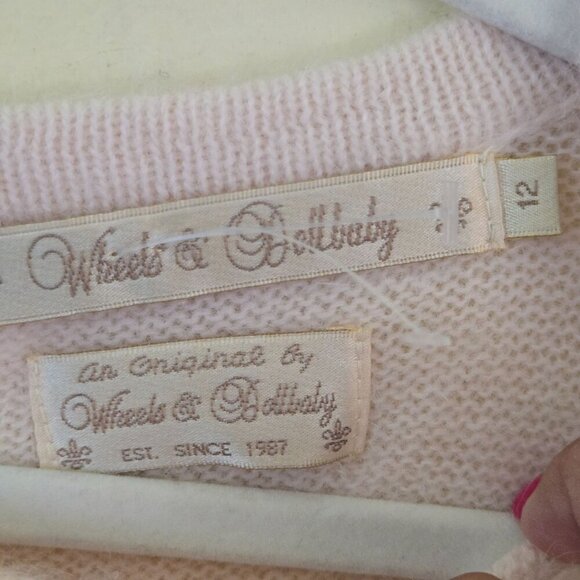 Wheels & Dollbaby
12
An Original By
Wheels & Dollbaby
EST. SINCE 1987